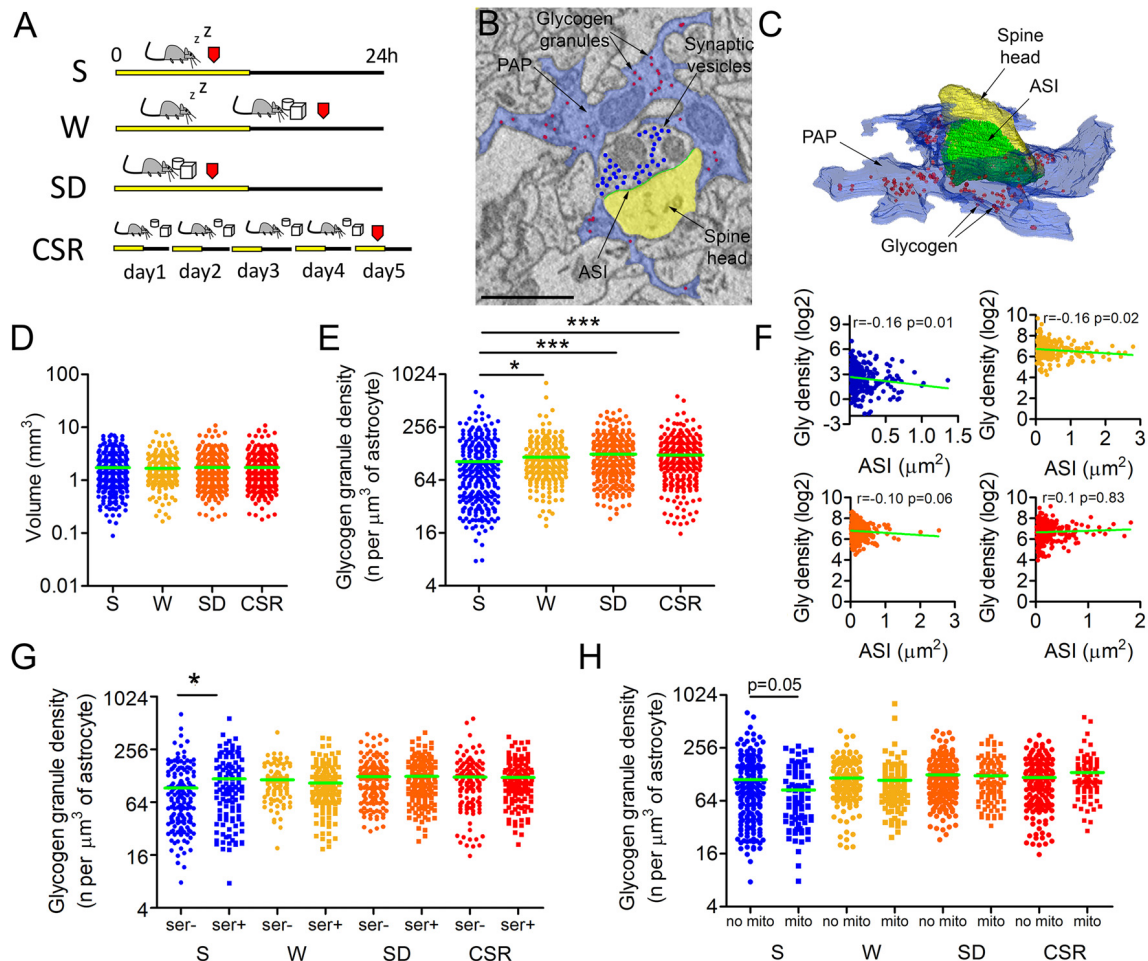 A
0
z z
24h
S
z z
W
SD
CSR
day1 day2 day3 day4 day5
B
Glycogen
granules
Synaptic
vesicles
PAP
ASI
Spine
head
C
Spine
head
ASI
PAP
Glycogen
D
Volume (mm3)
100
10
1
0.1
0.01
S W SD CSR
E
Glycogen granule density
(n per μm3 of astrocyte)
***
***
*
1024
256
64
16
4
S W SD CSR
F
Gly density (log2)
r=-0.16 p=0.01
9
6
3
0
-3
0.5 1.0 1.5
ASI (μm2)
Gly density (log2)
r=-0.16 p=0.02
10
8
6
4
2
0
0 1 2 3
ASI (μm2)
Gly density (log2)
r=-0.10 p=0.06
10
8
6
4
2
0
0 1 2 3
ASI (μm2)
Gly density (log2)
r=0.1 p=0.83
10
8
6
4
2
0
0 1 2
ASI (μm2)
G
Glycogen granule density
(n per μm3 of astrocyte)
*
1024
256
64
16
4
ser- ser+ ser- ser+ ser- ser+ ser- ser+
S W SD CSR
H
Glycogen granule density
(n per μm3 of astrocyte)
p=0.05
1024
256
64
16
4
no mito mito no mito mito no mito mito no mito mito
S W SD CSR